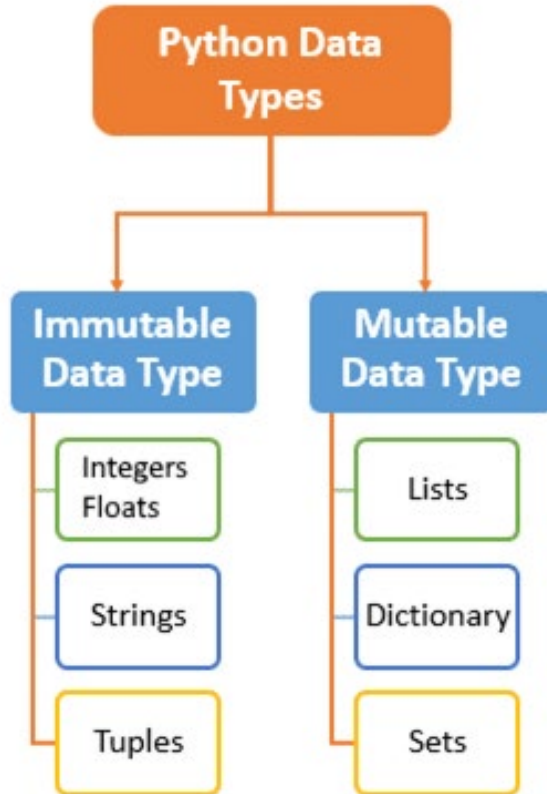 Python Data
Types
Immutable
Data Type
Integers
Floats
Strings
Tuples
Mutable
Data Type
Lists
Dictionary
Sets